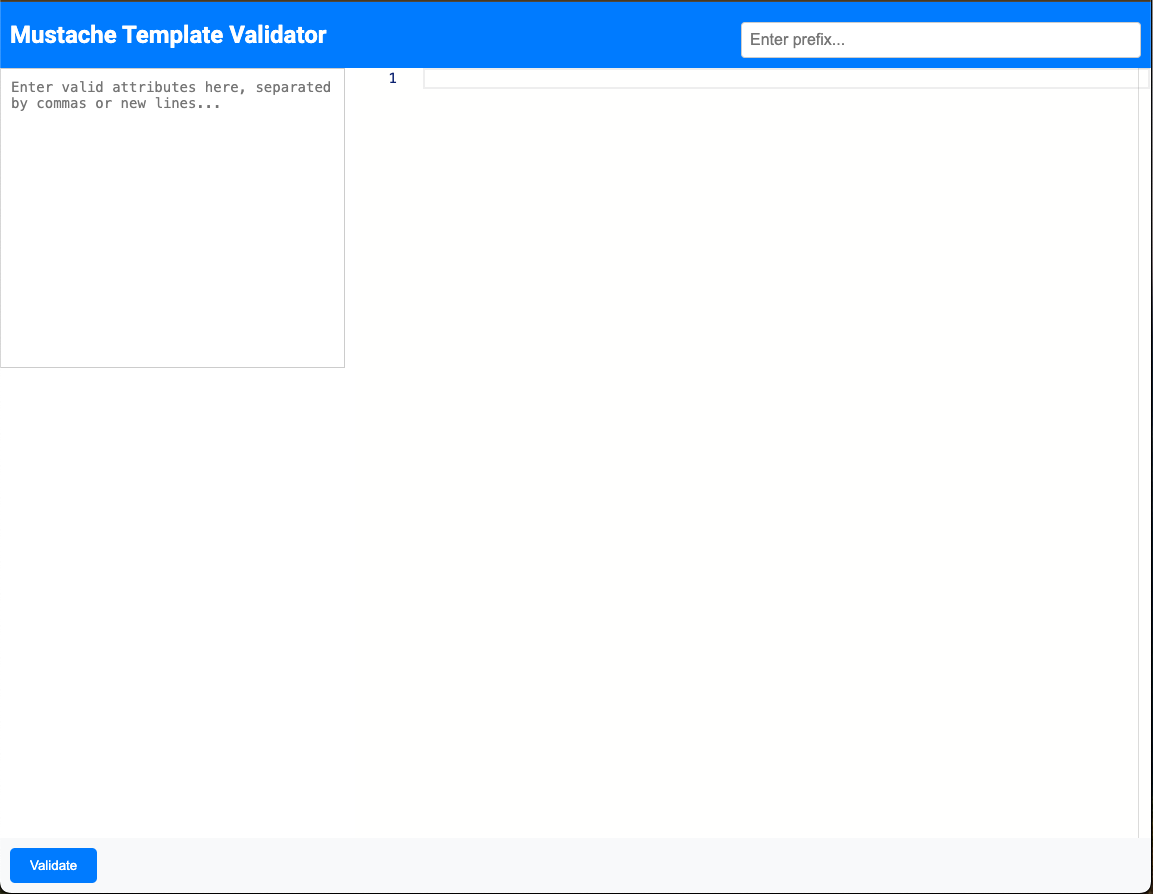 Mustache Template Validator
Enter prefix...
Enter valid attributes here, separated
by commas or new lines...
1
Validate